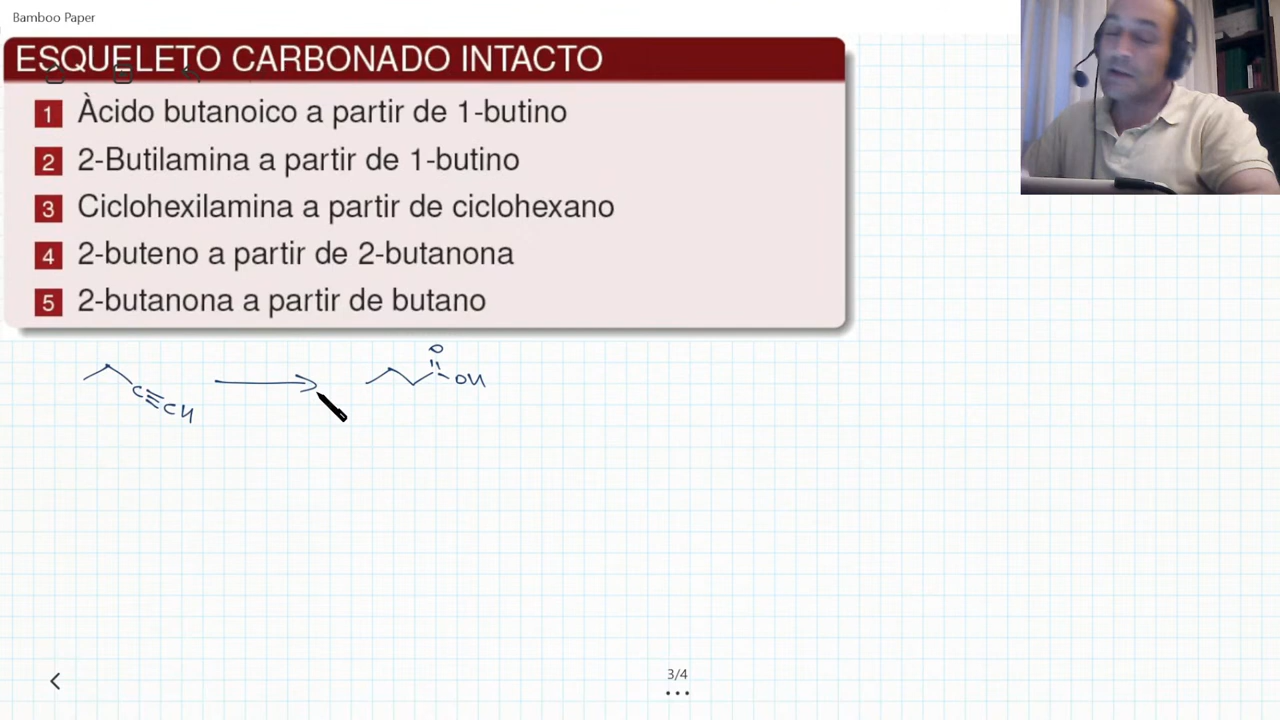 Bamboo Paper
ESQUELETO CARBONADO INTACTO
1 Àcido butanoico a partir de 1-butino
2 2-Butilamina a partir de 1-butino
3 Ciclohexilamina a partir de ciclohexano
4 2-buteno a partir de 2-butanona
5 2-butanona a partir de butano
O
C≡CH
OH
3/4